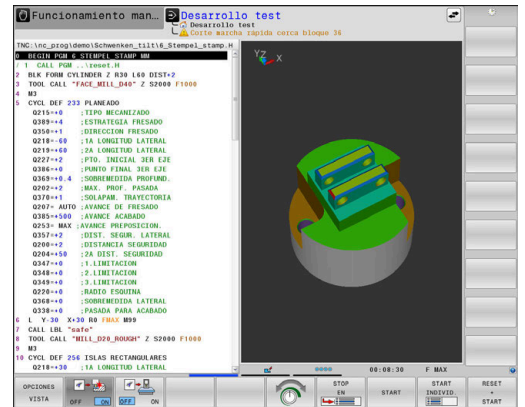 Funcionamiento man...
Desarrollo test
Desarrollo test
Corte marcha rápida cerca bloque 36
TNC:\nc_prog\demo\Schwenken_tilt\6_Stempel_stamp.H
0 BEGIN PGM 6_STEMPEL_STAMP MM
/ 1 CALL PGM ..\reset.H
2 BLK FORM CYLINDER Z R30 L60 DIST+2
3 TOOL CALL "FACE_MILL_D40" Z S2000 F1000
4 M3
5 CYCL DEF 233 PLANEADO
Q215=+0 ;TIPO MECANIZADO
Q389=+4 ;ESTRATEGIA FRESADO
Q350=+1 ;DIRECCION FRESADO
Q218=-60 ;1A LONGITUD LATERAL
Q219=+60 ;2A LONGITUD LATERAL
Q227=+2 ;PTO. INICIAL 3ER EJE
Q386=+0 ;PUNTO FINAL 3ER EJE
Q369=+0.4 ;SOBREMEDIDA PROFUND.
Q202=+2 ;MAX. PROF. PASADA
Q370=+1 ;SOLAPAM. TRAYECTORIA
Q207= AUTO ;AVANCE DE FRESADO
Q385=+500 ;AVANCE ACABADO
Q253= MAX ;AVANCE PREPOSICION.
Q357=+2 ;DIST. SEGUR. LATERAL
Q200=+2 ;DISTANCIA SEGURIDAD
Q204=+50 ;2A DIST. SEGURIDAD
Q347=+0 ;1.LIMITACION
Q348=+0 ;2.LIMITACION
Q349=+0 ;3.LIMITACION
Q220=+0 ;RADIO ESQUINA
Q368=+0 ;SOBREMEDIDA LATERAL
Q338=+0 ;PASADA PARA ACABADO
6 L Y-30 X+30 R0 FMAX M99
7 CALL LBL "safe"
8 TOOL CALL "MILL_D20_ROUGH" Z S2000 F1000
9 M3
10 CYCL DEF 256 ISLAS RECTANGULARES
Q218=+30 ;1A LONGITUD LATERAL
YZ X
00:08:30 F MAX
OPCIONES VISTA
OFF ON
OFF ON
STOP EN
START
START INDIVID.
RESET + START